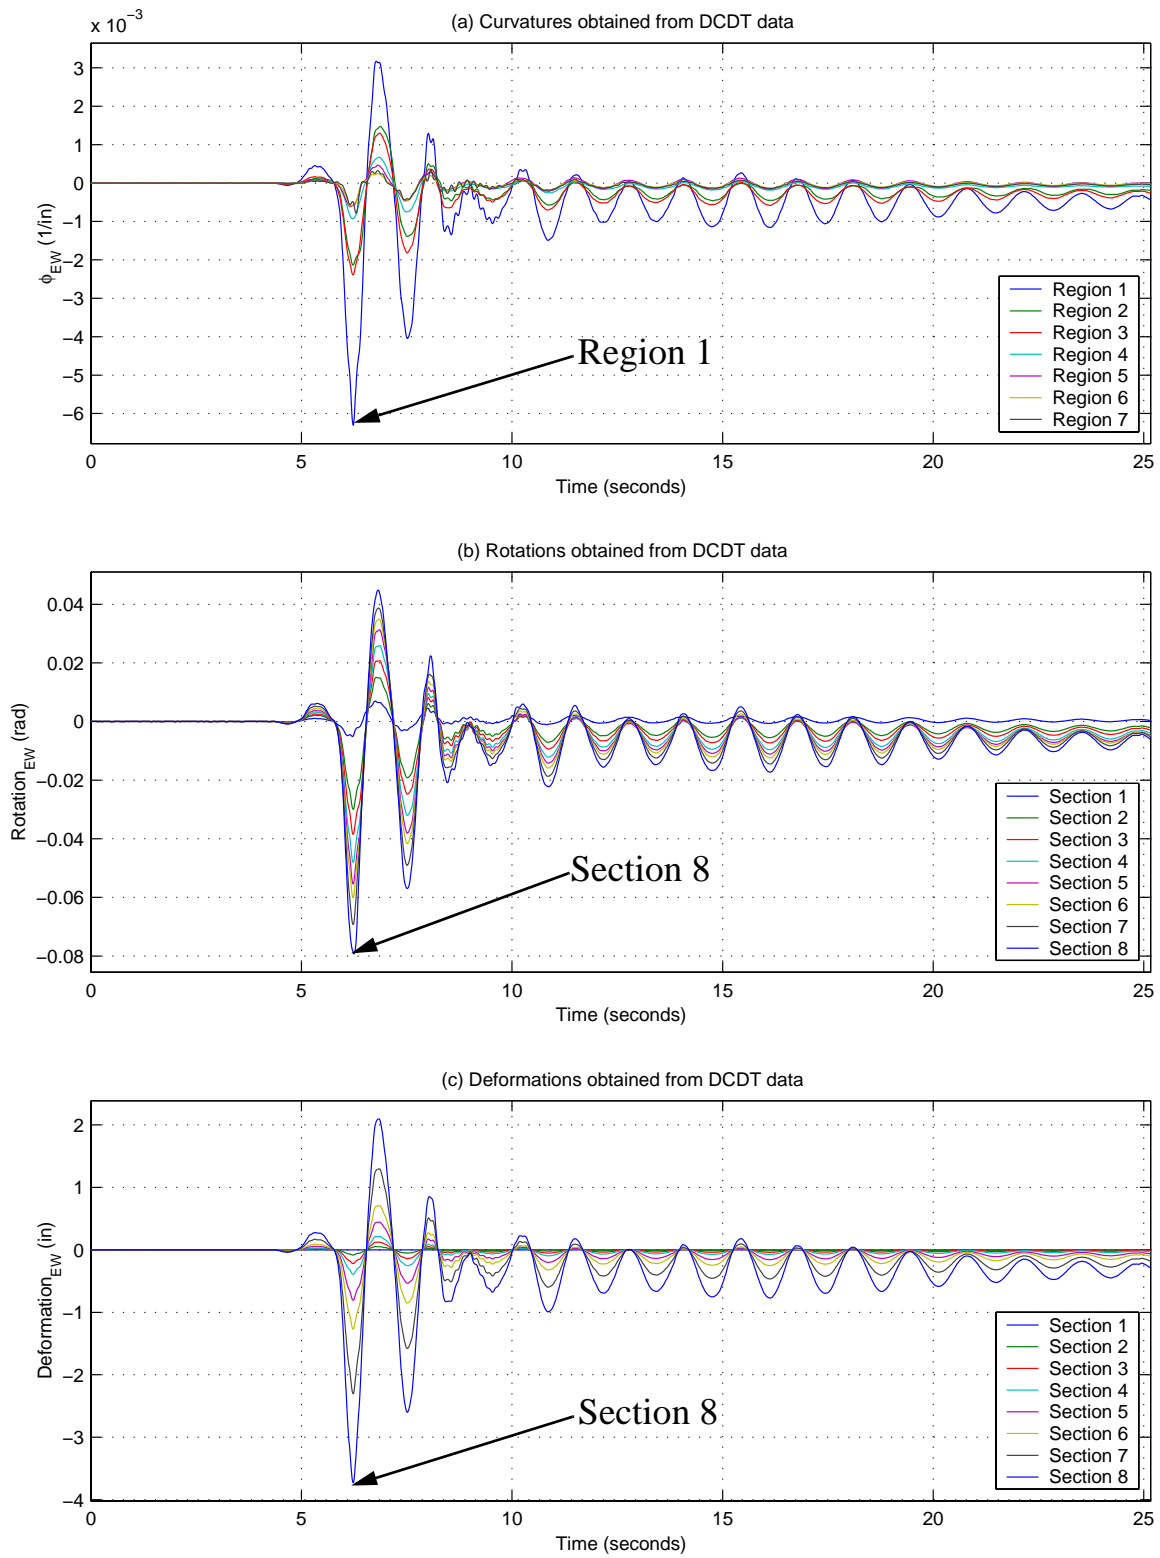 (a) Curvatures obtained from DCDT data
x 10⁻³
3
2
1
0
−1
−2
−3
−4
−5
−6
ϕ_EW (1/in)
Region 1
Region 1
Region 2
Region 3
Region 4
Region 5
Region 6
Region 7
0 5 10 15 20 25
Time (seconds)
(b) Rotations obtained from DCDT data
0.04
0.02
0
−0.02
−0.04
−0.06
−0.08
Rotation_EW (rad)
Section 8
Section 1
Section 2
Section 3
Section 4
Section 5
Section 6
Section 7
Section 8
0 5 10 15 20 25
Time (seconds)
(c) Deformations obtained from DCDT data
2
1
0
−1
−2
−3
−4
Deformation_EW (in)
Section 8
Section 1
Section 2
Section 3
Section 4
Section 5
Section 6
Section 7
Section 8
0 5 10 15 20 25
Time (seconds)